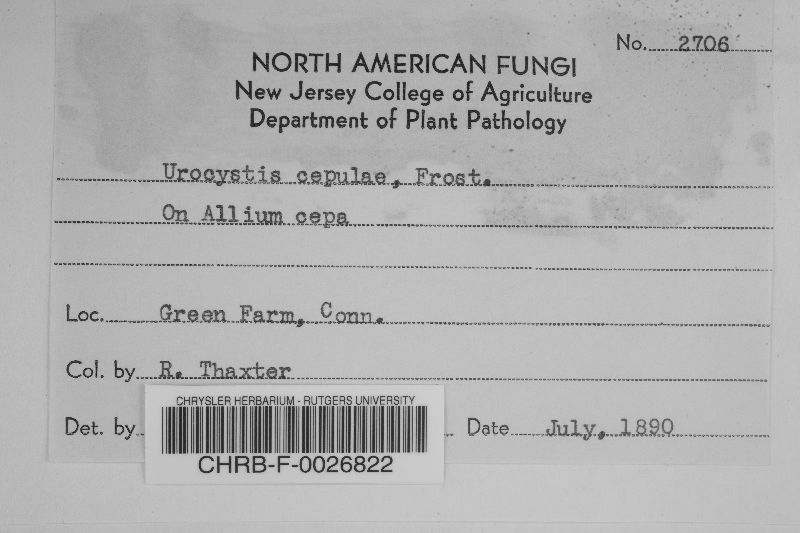 No. 2706
NORTH AMERICAN FUNGI
New Jersey College of Agriculture
Department of Plant Pathology
Urocystis cepulae, Frost.
On Allium cepa
Loc. Green Farm, Conn.
Col. by R. Thaxter
Det. by
Date July, 1890
CHRYSLER HERBARIUM - RUTGERS UNIVERSITY
CHRB-F-0026822